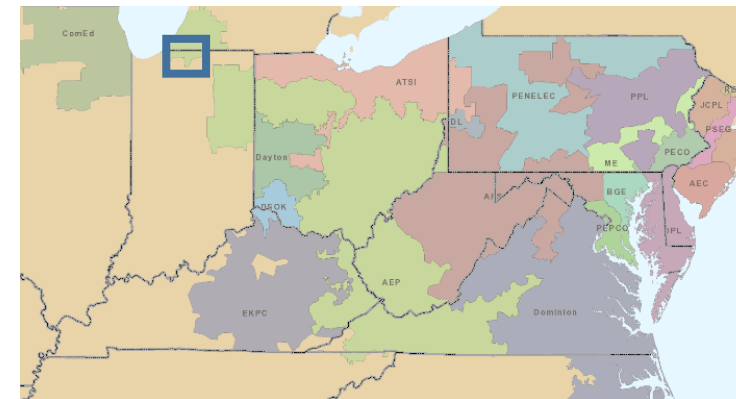 ComEd
ATSI
PENELEC
PPL
JCPL
PSEG
DL
Dayton
ME
PECO
AEC
BGE
DEOK
PEPCO
DPL
AEP
EKPC
Dominion